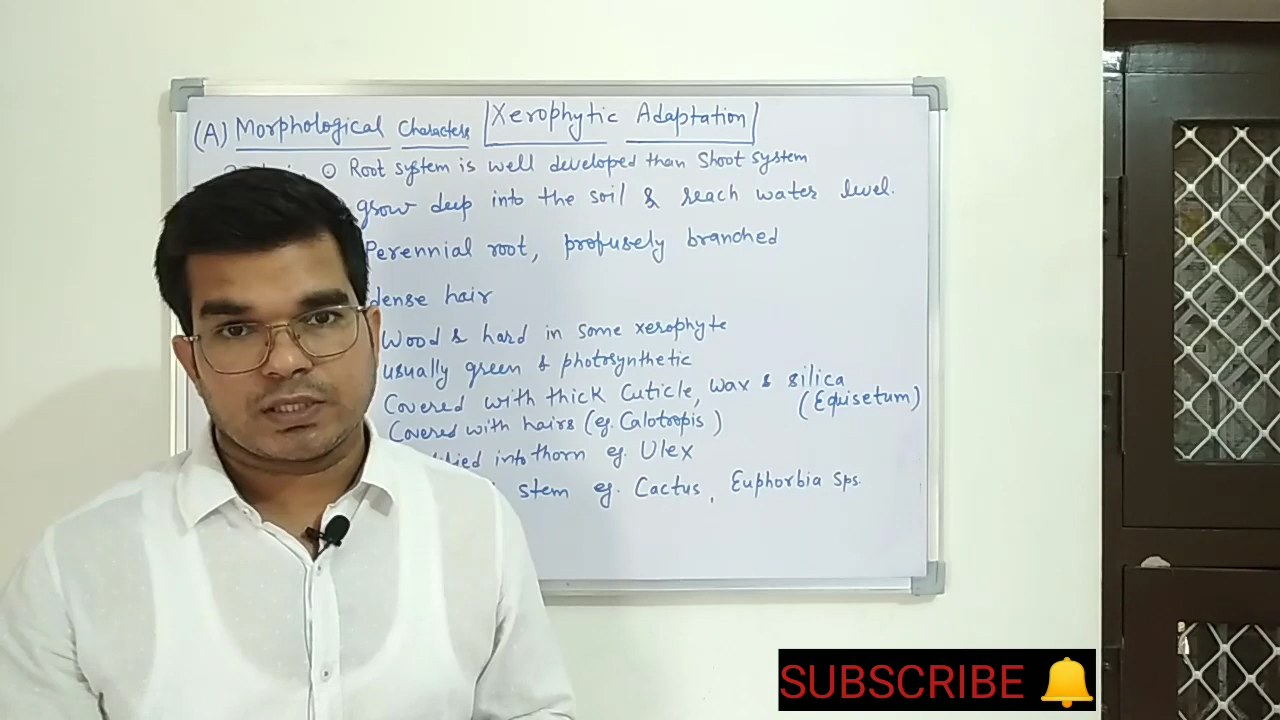 (A) Morphological Characters Xerophytic Adaptation
⊙ Root system is well developed than Shoot system
grow deep into the soil & reach water level.
Perennial root, profusely branched
dense hair
Wood & hard in some xerophyte
usually green & photosynthetic
Covered with thick Cuticle, wax & silica
(Equisetum)
Covered with hairs (eg. Calotropis)
into thorn eg. Ulex
stem eg. Cactus, Euphorbia Sps.
SUBSCRIBE